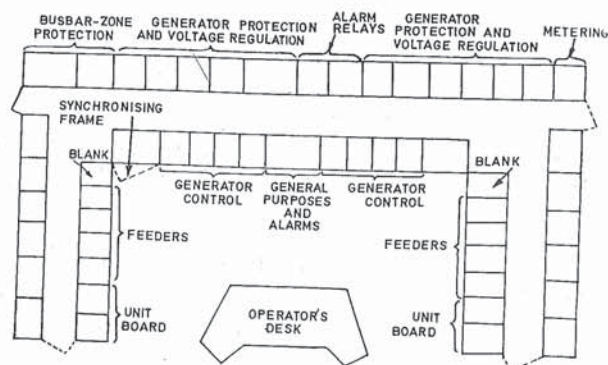 BUSBAR-ZONE
PROTECTION
GENERATOR PROTECTION
AND VOLTAGE REGULATION
ALARM
RELAYS
GENERATOR
PROTECTION AND
VOLTAGE REGULATION
METERING
SYNCHRONISING
FRAME
BLANK
GENERATOR
CONTROL
GENERAL
PURPOSES
AND
ALARMS
GENERATOR
CONTROL
BLANK
FEEDERS
FEEDERS
UNIT
BOARD
OPERATOR'S
DESK
UNIT
BOARD